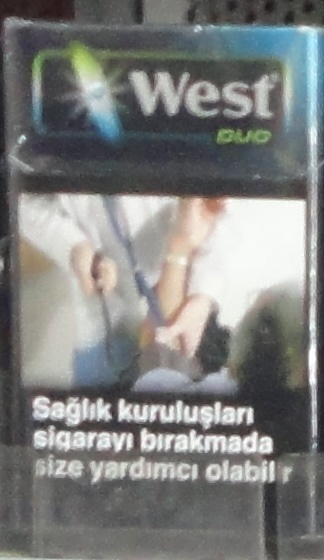 West
DUO
Sağlık kuruluşları
sigarayı bırakmada
size yardımcı olabilir